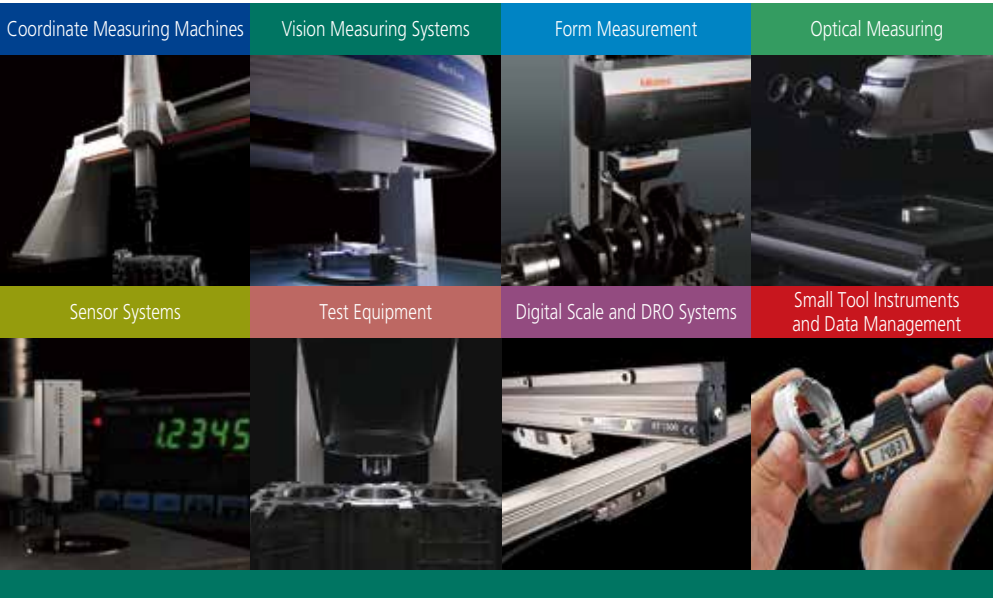 Coordinate Measuring Machines
Vision Measuring Systems
Form Measurement
Optical Measuring
Mitutoyo
Sensor Systems
Test Equipment
Digital Scale and DRO Systems
Small Tool Instruments
and Data Management
1.2345